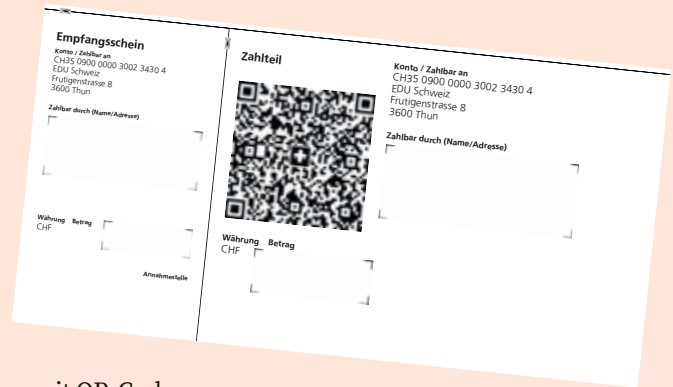 Empfangsschein
Konto / Zahlbar an
CH35 0900 0000 3002 3430 4
EDU Schweiz
Frutigenstrasse 8
3600 Thun
Zahlbar durch (Name/Adresse)
Währung Betrag
CHF
Annahmestelle
Zahlteil
Währung Betrag
CHF
Konto / Zahlbar an
CH35 0900 0000 3002 3430 4
EDU Schweiz
Frutigenstrasse 8
3600 Thun
Zahlbar durch (Name/Adresse)